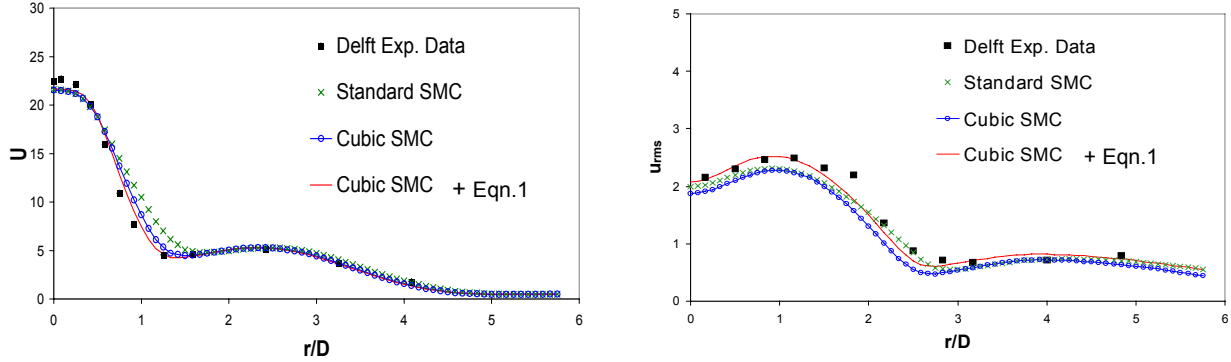 30
25
20
15
10
5
0
U
0 1 2 3 4 5 6
r/D
Delft Exp. Data
Standard SMC
Cubic SMC
Cubic SMC + Eqn.1
5
4
3
2
1
0
urms
0 1 2 3 4 5 6
r/D
Delft Exp. Data
Standard SMC
Cubic SMC
Cubic SMC + Eqn.1